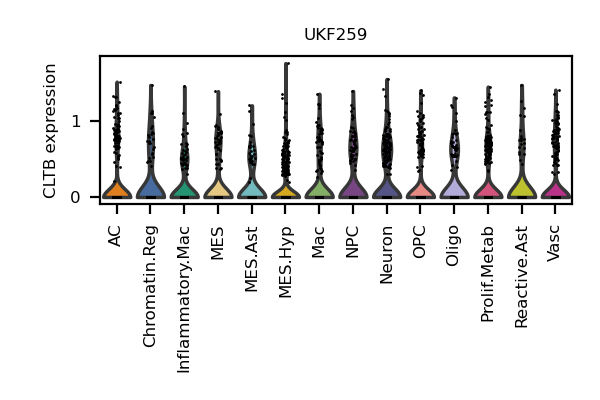 UKF259
CLTB expression
1
0
AC
Chromatin.Reg
Inflammatory.Mac
MES
MES.Ast
MES.Hyp
Mac
NPC
Neuron
OPC
Oligo
Prolif.Metab
Reactive.Ast
Vasc